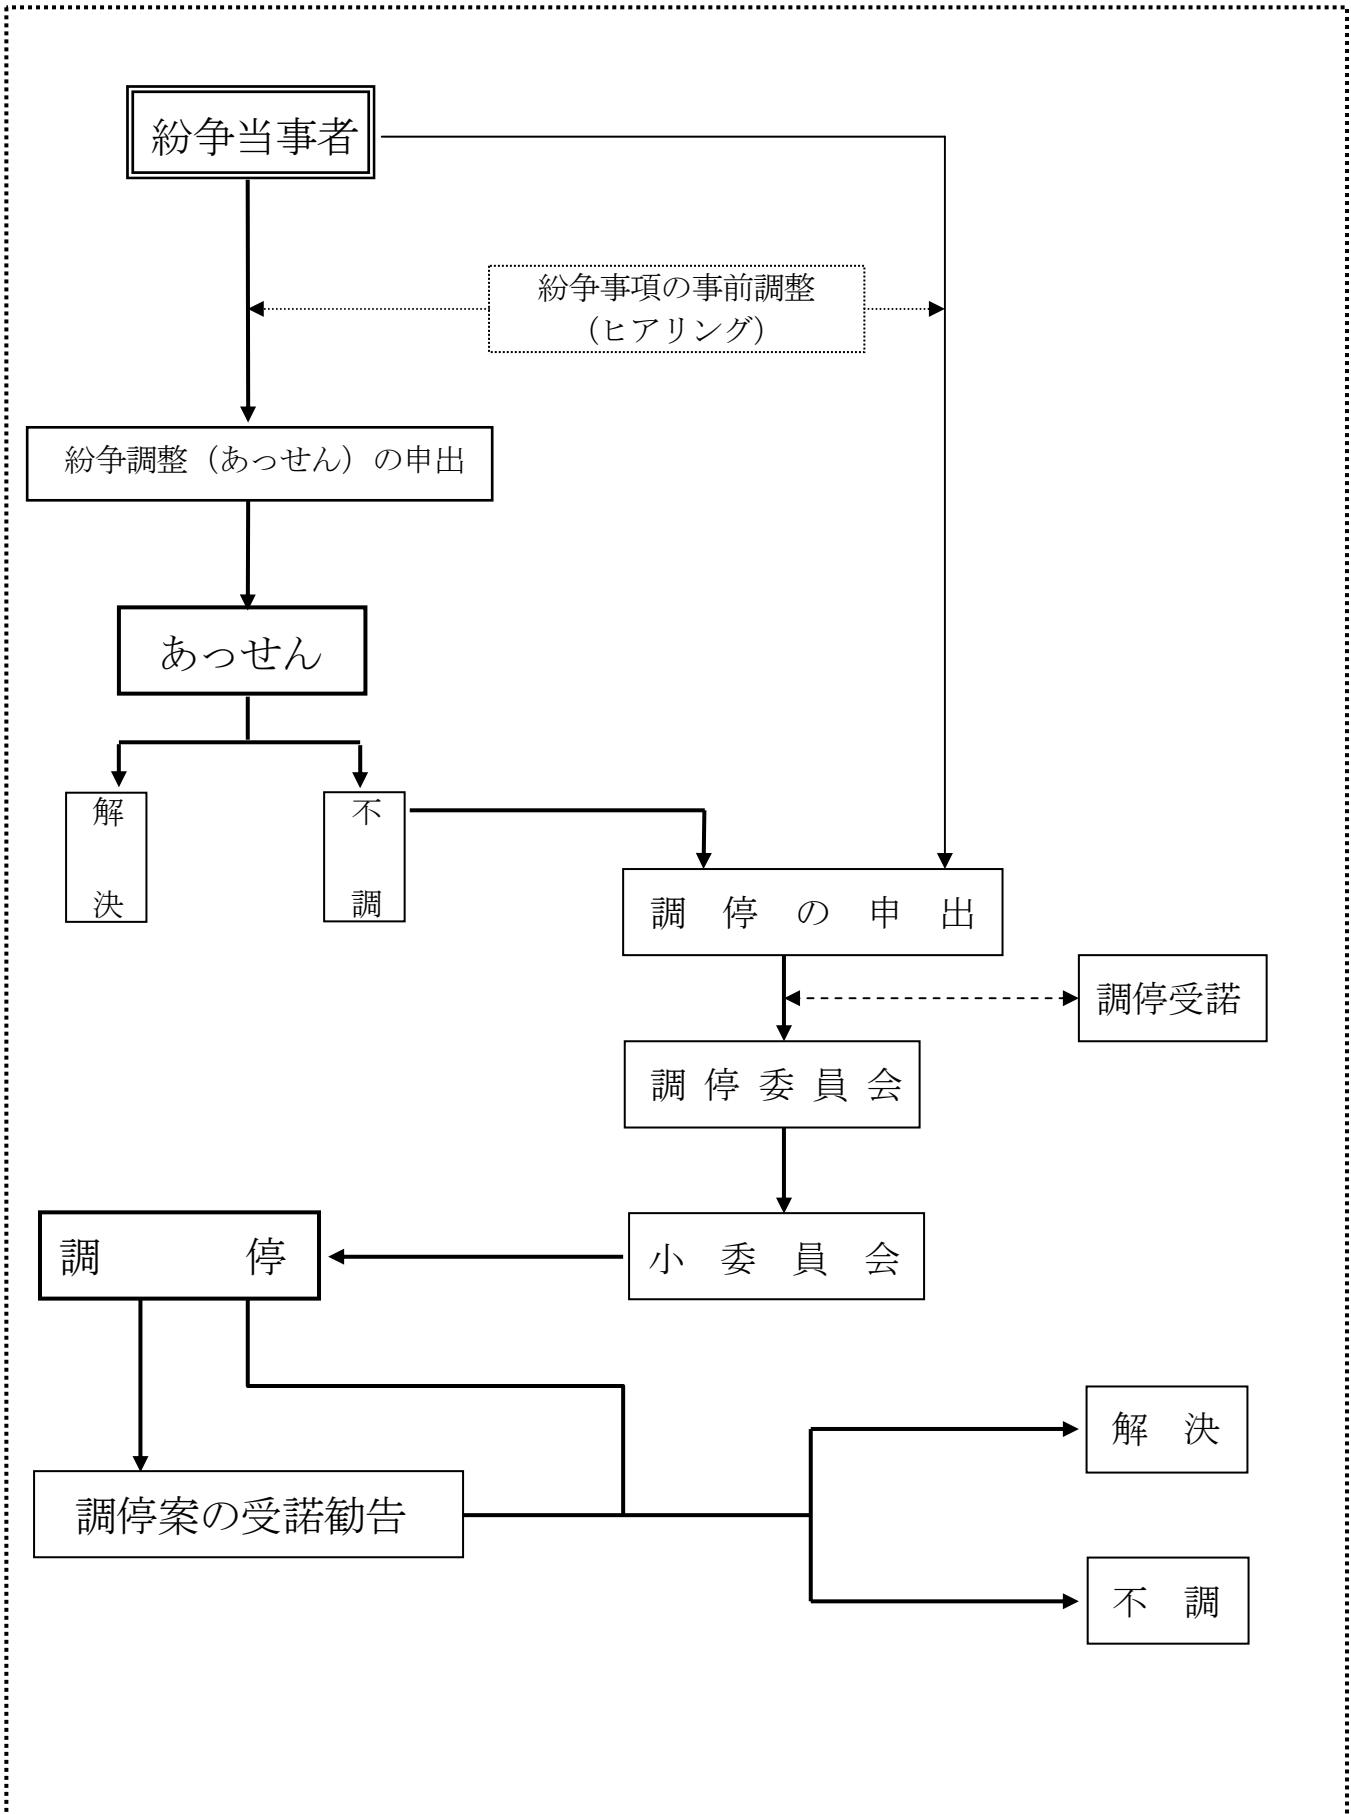 紛争当事者
紛争事項の事前調整
（ヒアリング）
紛争調整（あっせん）の申出
あっせん
解決
不調
調　停　の　申　出
調停受諾
調 停 委 員 会
調　　　停
小　委　員　会
解　決
調停案の受諾勧告
不　調